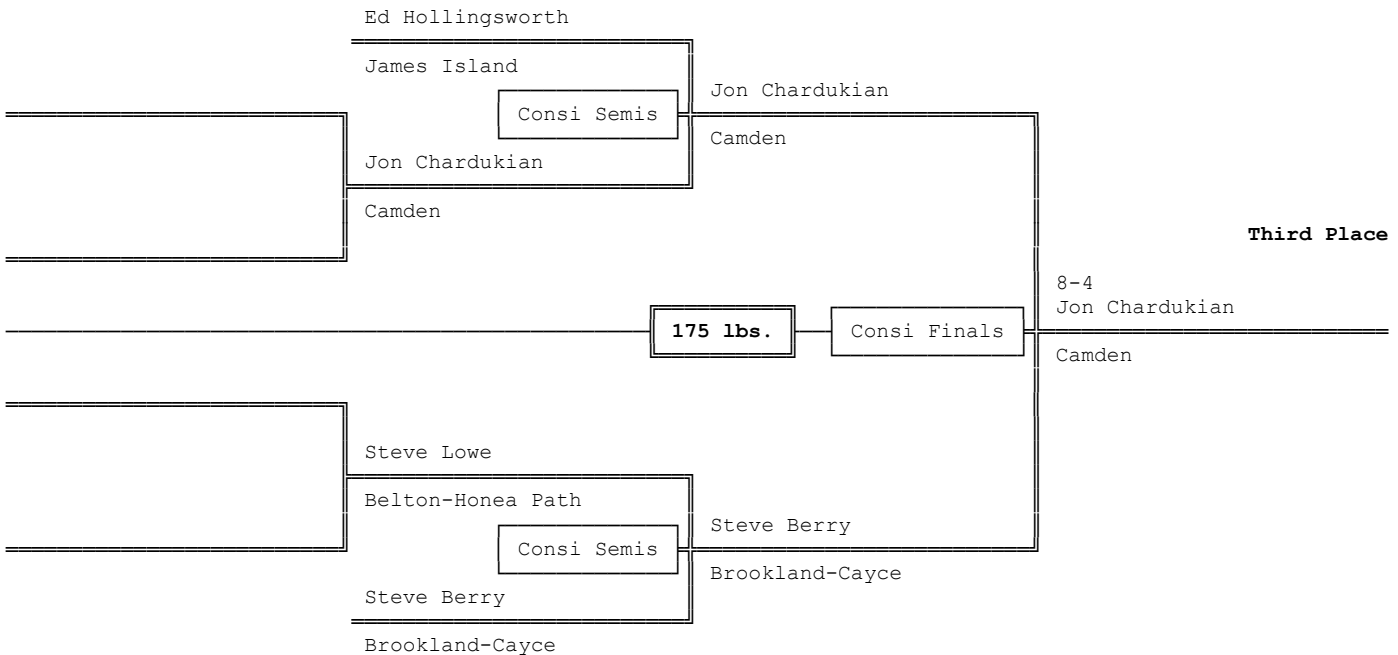 Ed Hollingsworth
James Island
Jon Chardukian
Consi Semis
Camden
Jon Chardukian
Camden
Third Place
8-4
Jon Chardukian
175 lbs.
Consi Finals
Camden
Steve Lowe
Belton-Honea Path
Steve Berry
Consi Semis
Brookland-Cayce
Steve Berry
Brookland-Cayce